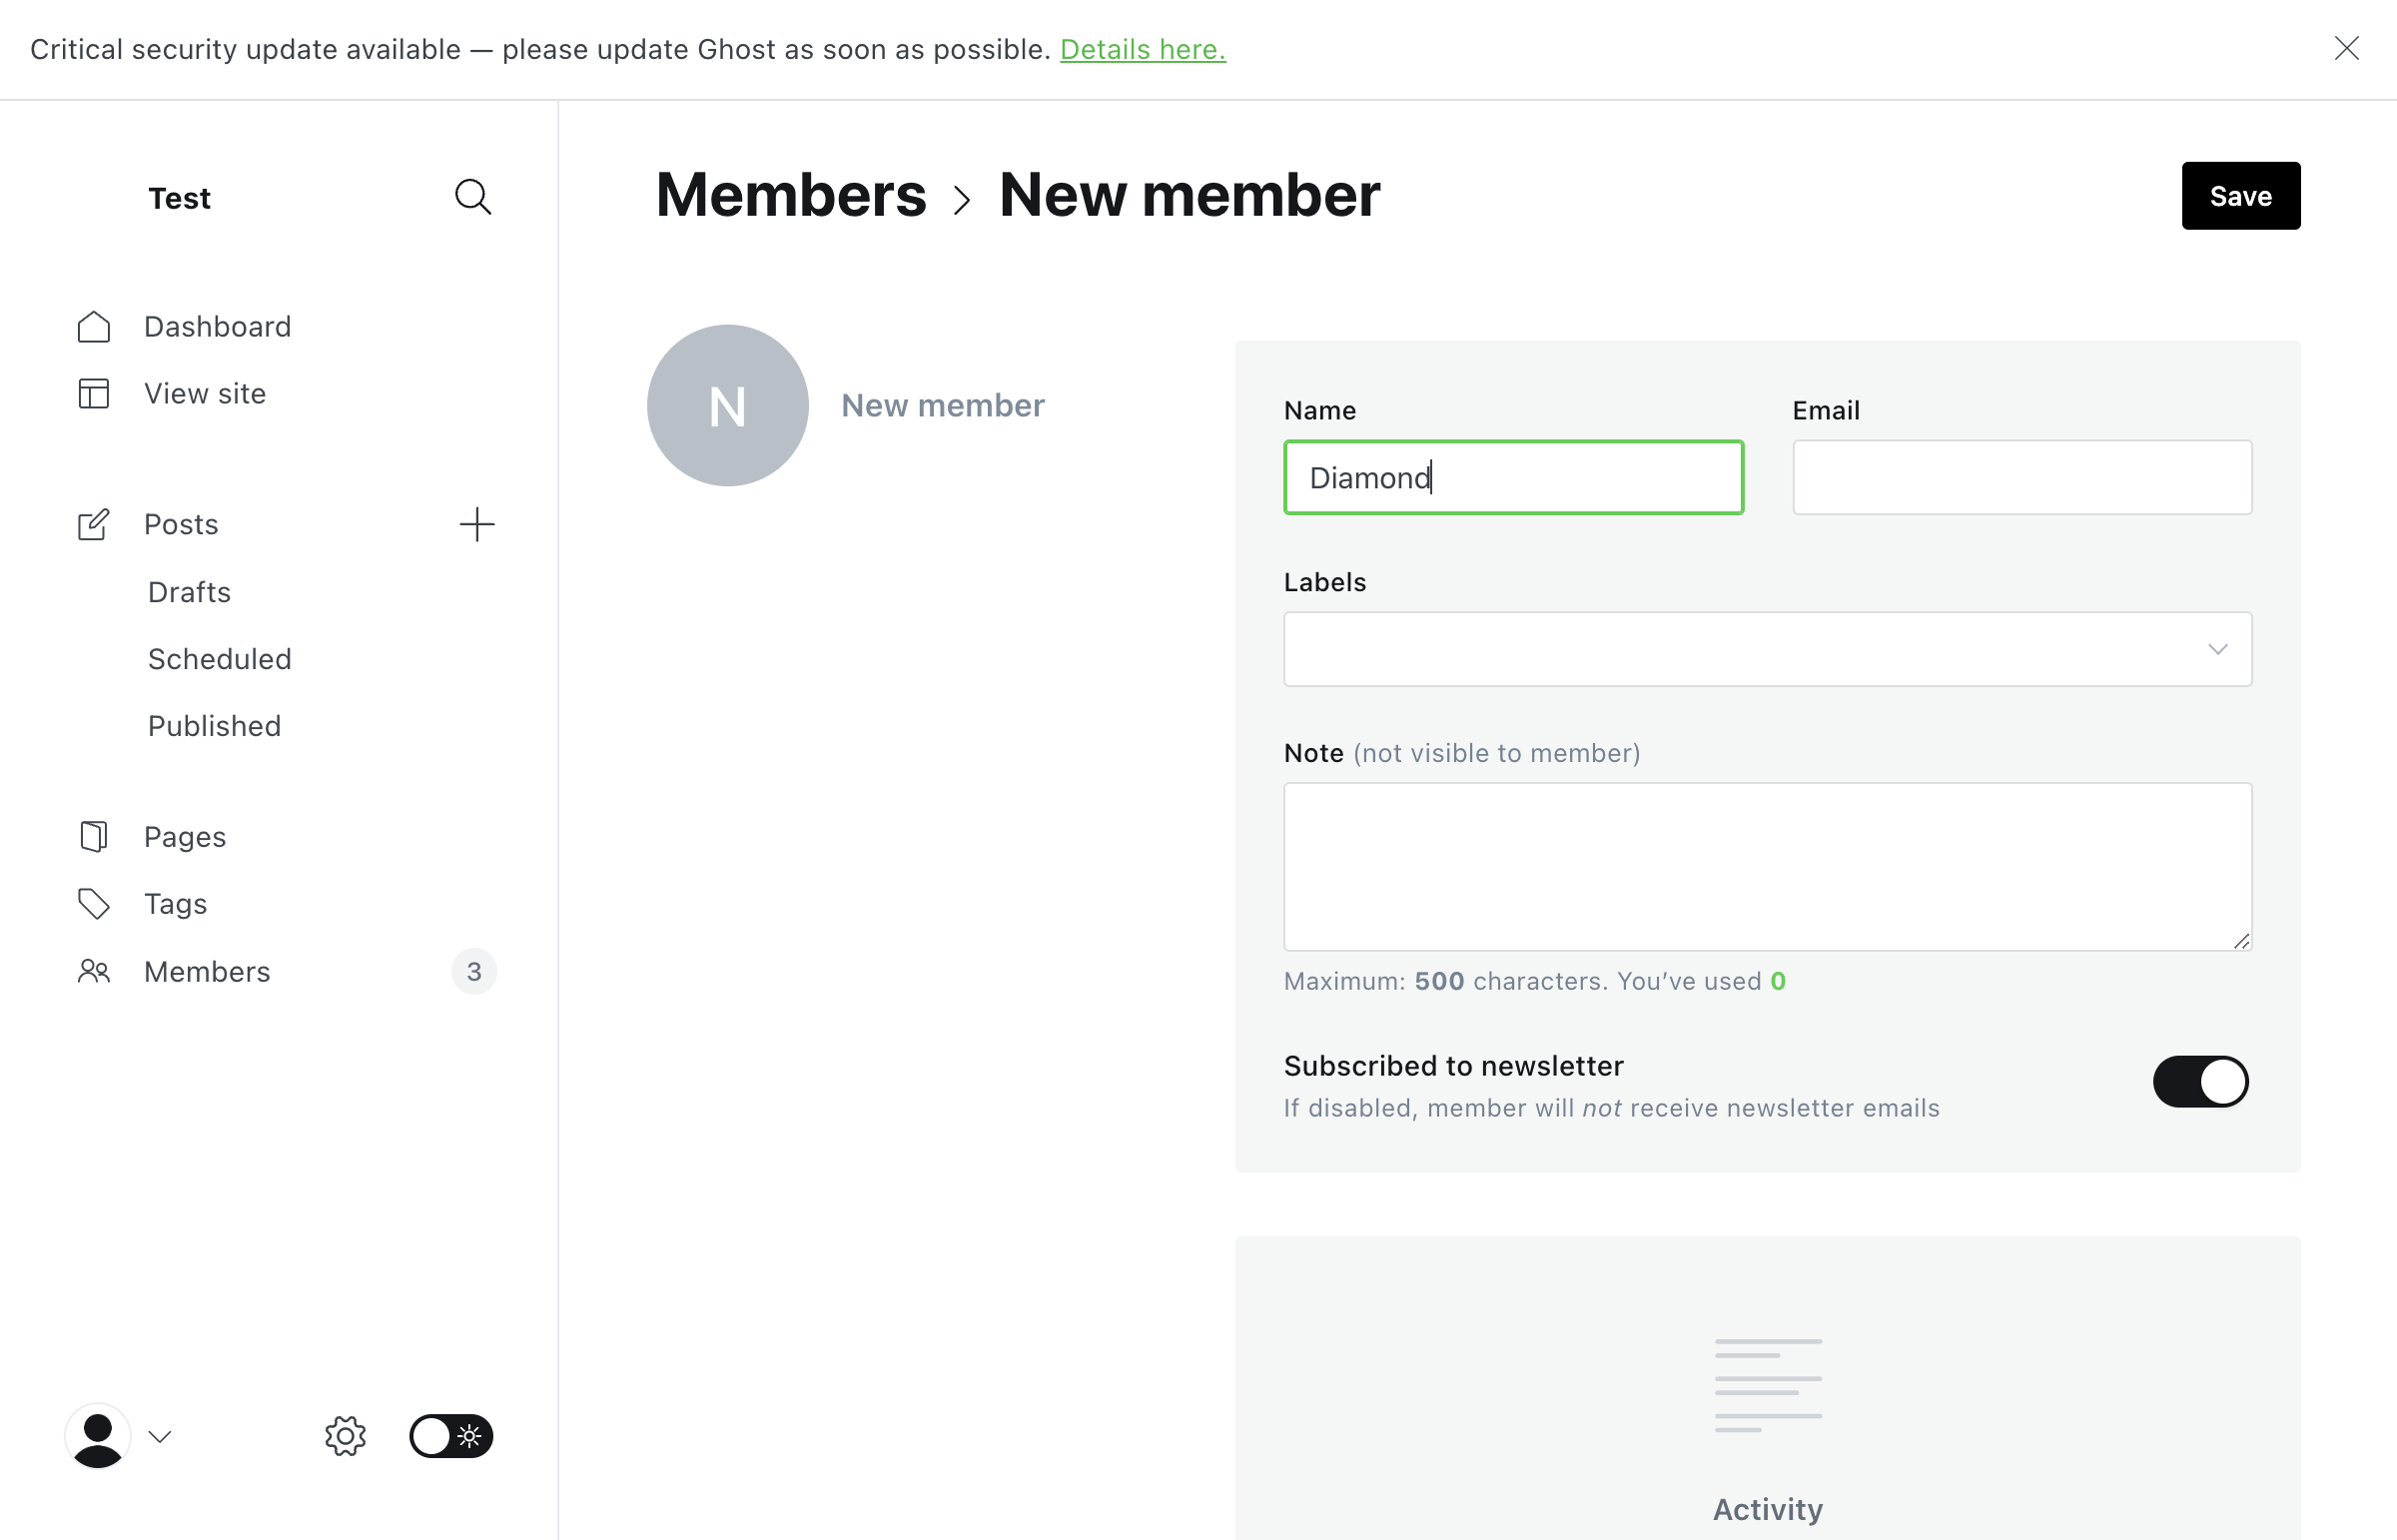 Critical security update available — please update Ghost as soon as possible. Details here.
Test
Members > New member
Save
Dashboard
View site
Posts
Drafts
Scheduled
Published
Pages
Tags
Members 3
N
New member
Name
Email
Diamond
Labels
Note (not visible to member)
Maximum: 500 characters. You’ve used 0
Subscribed to newsletter
If disabled, member will not receive newsletter emails
Activity